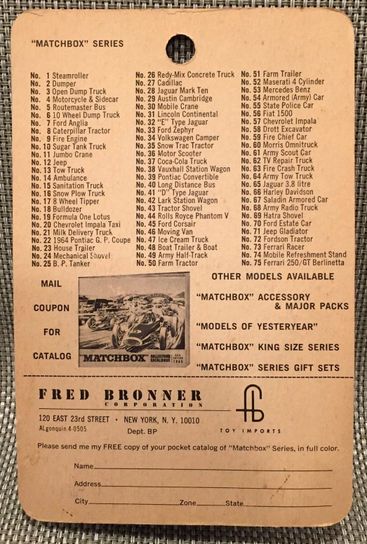 "MATCHBOX" SERIES
No. 1 Steamroller
No. 2 Dumper
No. 3 Open Dump Truck
No. 4 Motorcycle & Sidecar
No. 5 Routemaster Bus
No. 6 10 Wheel Dump Truck
No. 7 Ford Anglia
No. 8 Caterpillar Tractor
No. 9 Fire Engine
No. 10 Sugar Tank Truck
No. 11 Jumbo Crane
No. 12 Jeep
No. 13 Tow Truck
No. 14 Ambulance
No. 15 Sanitation Truck
No. 16 Snow Plow Truck
No. 17 8 Wheel Tipper
No. 18 Bulldozer
No. 19 Formula One Lotus
No. 20 Chevrolet Impala Taxi
No. 21 Milk Delivery Truck
No. 22 1964 Pontiac G. P. Coupe
No. 23 House Trailer
No. 24 Mechanical Shovel
No. 25 B. P. Tanker
No. 26 Redy-Mix Concrete Truck
No. 27 Cadillac
No. 28 Jaguar Mark Ten
No. 29 Austin Cambridge
No. 30 Mobile Crane
No. 31 Lincoln Continental
No. 32 "E" Type Jaguar
No. 33 Ford Zephyr
No. 34 Volkswagen Camper
No. 35 Snow Trac Tractor
No. 36 Motor Scooter
No. 37 Coca-Cola Truck
No. 38 Vauxhall Station Wagon
No. 39 Pontiac Convertible
No. 40 Long Distance Bus
No. 41 "D" Type Jaguar
No. 42 Lark Station Wagon
No. 43 Tractor Shovel
No. 44 Rolls Royce Phantom V
No. 45 Ford Corsair
No. 46 Moving Van
No. 47 Ice Cream Truck
No. 48 Boat Trailer & Boat
No. 49 Army Half-Track
No. 50 Farm Tractor
No. 51 Farm Trailer
No. 52 Maserati 4 Cylinder
No. 53 Mercedes Benz
No. 54 Armored (Army) Car
No. 55 State Police Car
No. 56 Fiat 1500
No. 57 Chevrolet Impala
No. 58 Drott Excavator
No. 59 Fire Chief Car
No. 60 Morris Omnitruck
No. 61 Army Scout Car
No. 62 TV Repair Truck
No. 63 Fire Crash Truck
No. 64 Army Tow Truck
No. 65 Jaguar 3.8 litre
No. 66 Harley Davidson
No. 67 Saladin Armored Car
No. 68 Army Radio Truck
No. 69 Hatra Shovel
No. 70 Ford Estate Car
No. 71 Jeep Gladiator
No. 72 Fordson Tractor
No. 73 Ferrari Racer
No. 74 Mobile Refreshment Stand
No. 75 Ferrari 250/GT Berlinetta
MAIL
COUPON
FOR
CATALOG
MATCHBOX
OTHER MODELS AVAILABLE
"MATCHBOX" ACCESSORY
& MAJOR PACKS
"MODELS OF YESTERYEAR"
"MATCHBOX" KING SIZE SERIES
"MATCHBOX" SERIES GIFT SETS
FRED BRONNER
CORPORATION
120 EAST 23rd STREET • NEW YORK, N. Y. 10010
ALgonquin 4-0505 Dept. BP
TOY IMPORTS
Please send me my FREE copy of your pocket catalog of "Matchbox" Series, in full color.
Name
Address
City Zone State